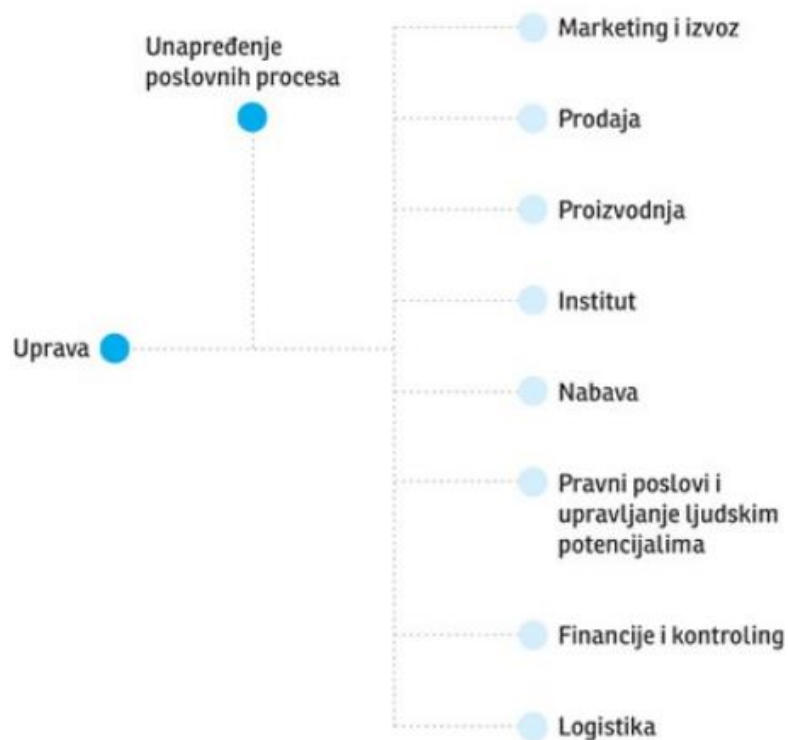 Unapređenje
poslovnih procesa
Uprava
Marketing i izvoz
Prodaja
Proizvodnja
Institut
Nabava
Pravni poslovi i
upravljanje ljudskim
potencijalima
Financije i kontroling
Logistika